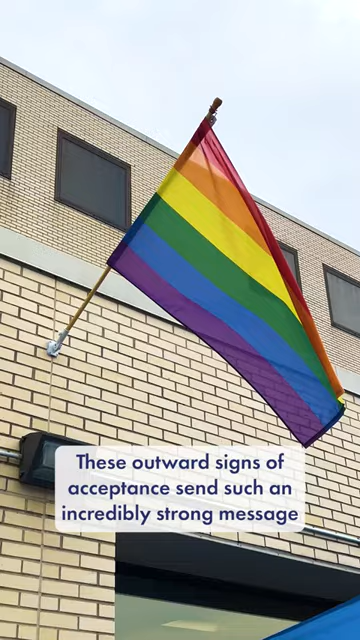 These outward signs of
acceptance send such an
incredibly strong message